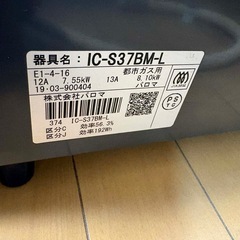 器具名: IC-S37BM-L
E1-4-16 都市ガス用
12A 7.55kW 13A 8.10kW
19・03-900404 パロマ
株式会社パロマ
374 IC-S37BM-L
区分C 効率56.3%
区分J 効率192Wh
PS